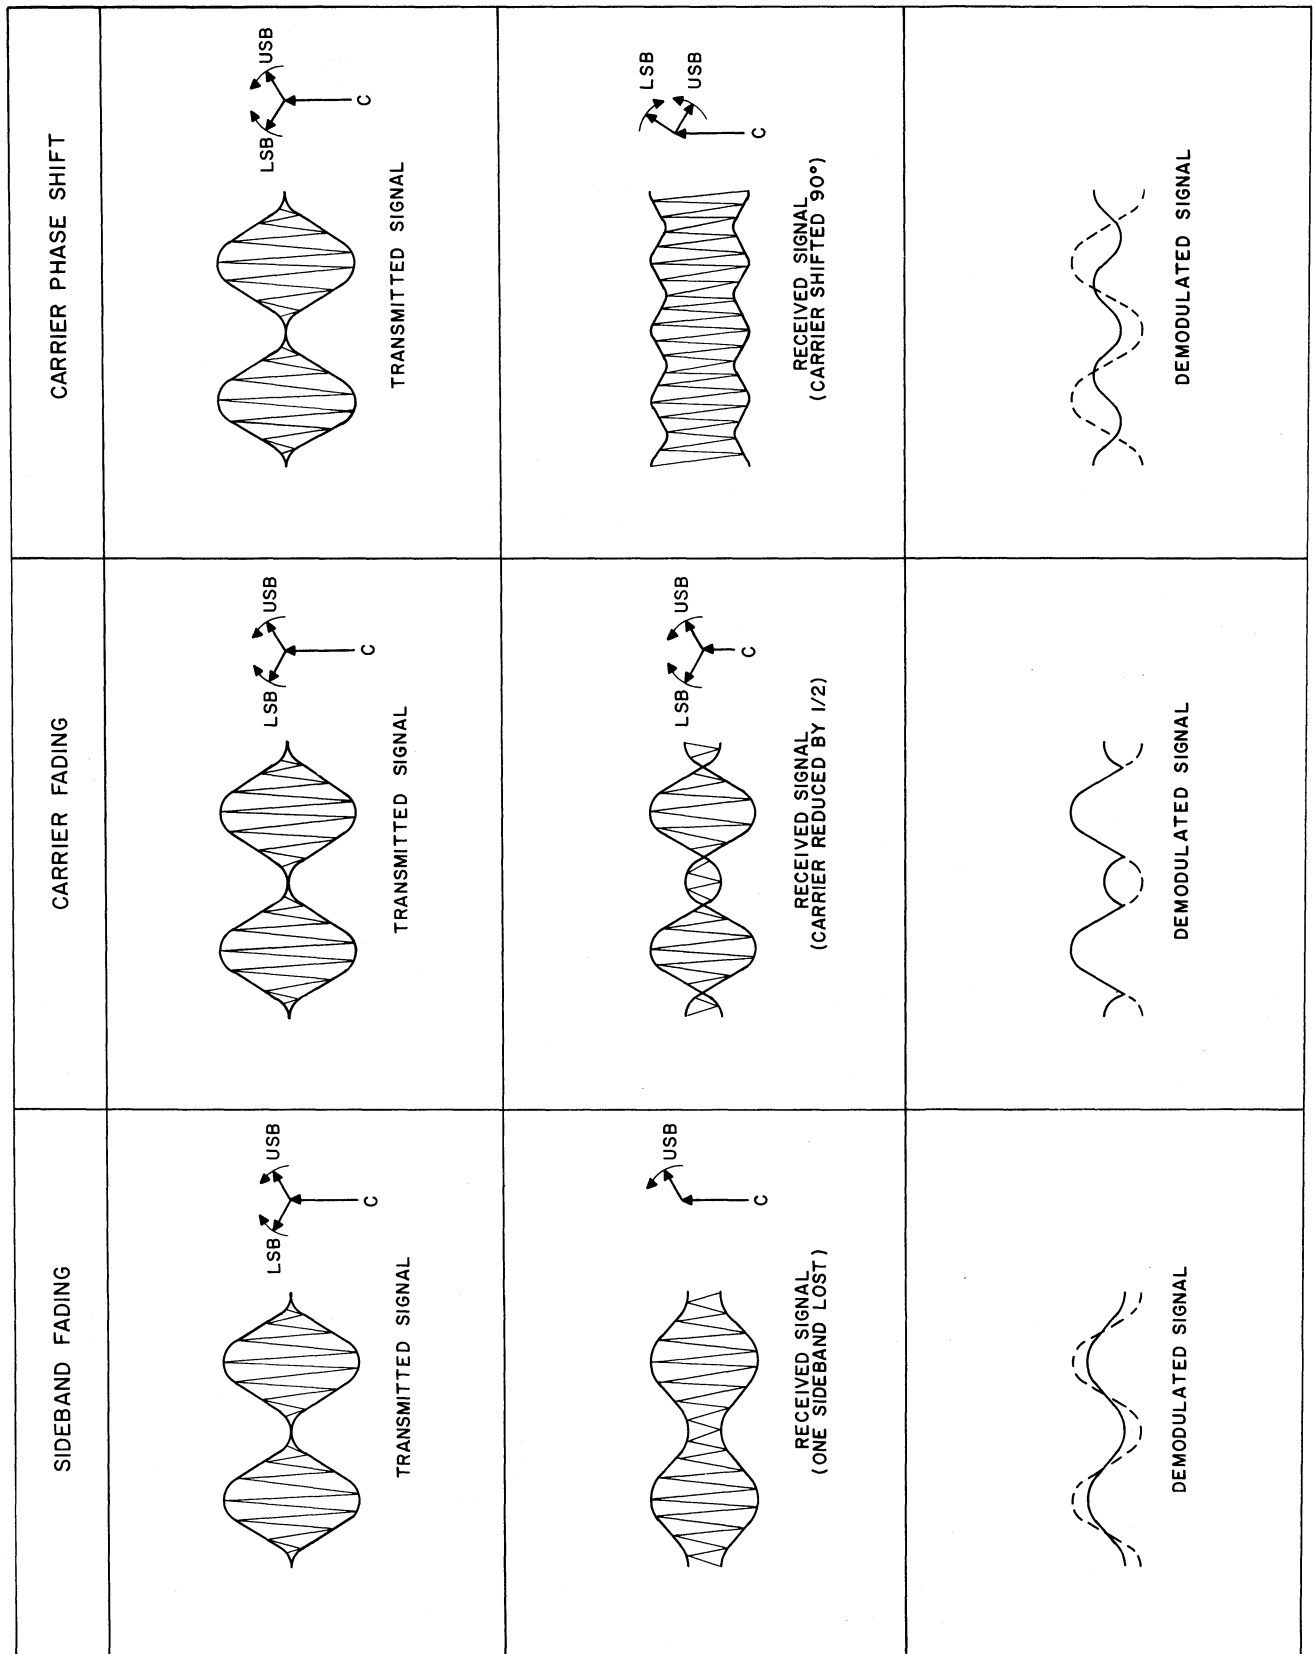 SIDEBAND FADING
LSB
USB
C
TRANSMITTED SIGNAL
USB
C
RECEIVED SIGNAL
(ONE SIDEBAND LOST)
DEMODULATED SIGNAL
CARRIER FADING
LSB
USB
C
TRANSMITTED SIGNAL
LSB
USB
C
RECEIVED SIGNAL
(CARRIER REDUCED BY 1/2)
DEMODULATED SIGNAL
CARRIER PHASE SHIFT
LSB
USB
C
TRANSMITTED SIGNAL
LSB
USB
C
RECEIVED SIGNAL
(CARRIER SHIFTED 90°)
DEMODULATED SIGNAL